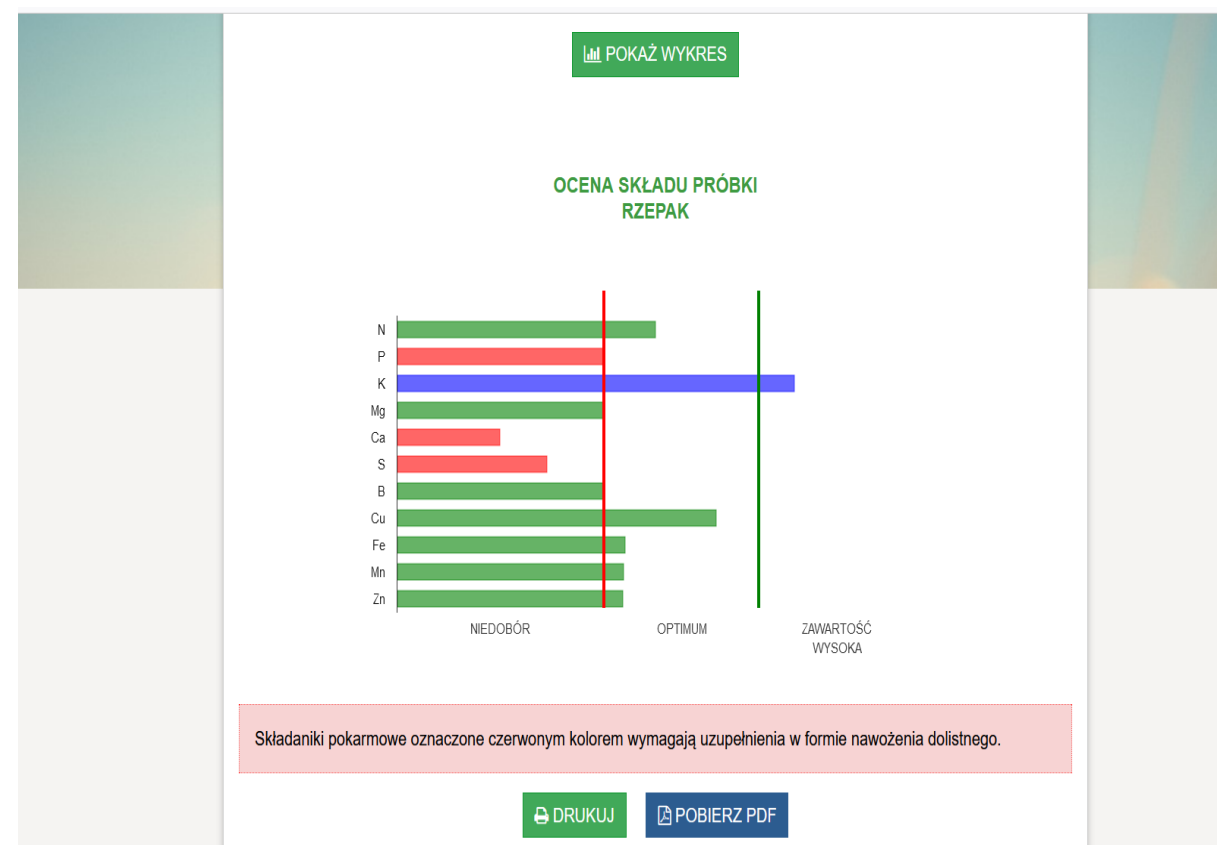 POKAŻ WYKRES
OCENA SKŁADU PRÓBKI
RZEPAK
N
P
K
Mg
Ca
S
B
Cu
Fe
Mn
Zn
NIEDOBÓR OPTIMUM ZAWARTOŚĆ
WYSOKA
Składaniki pokarmowe oznaczone czerwonym kolorem wymagają uzupełnienia w formie nawożenia dolistnego.
DRUKUJ POBIERZ PDF